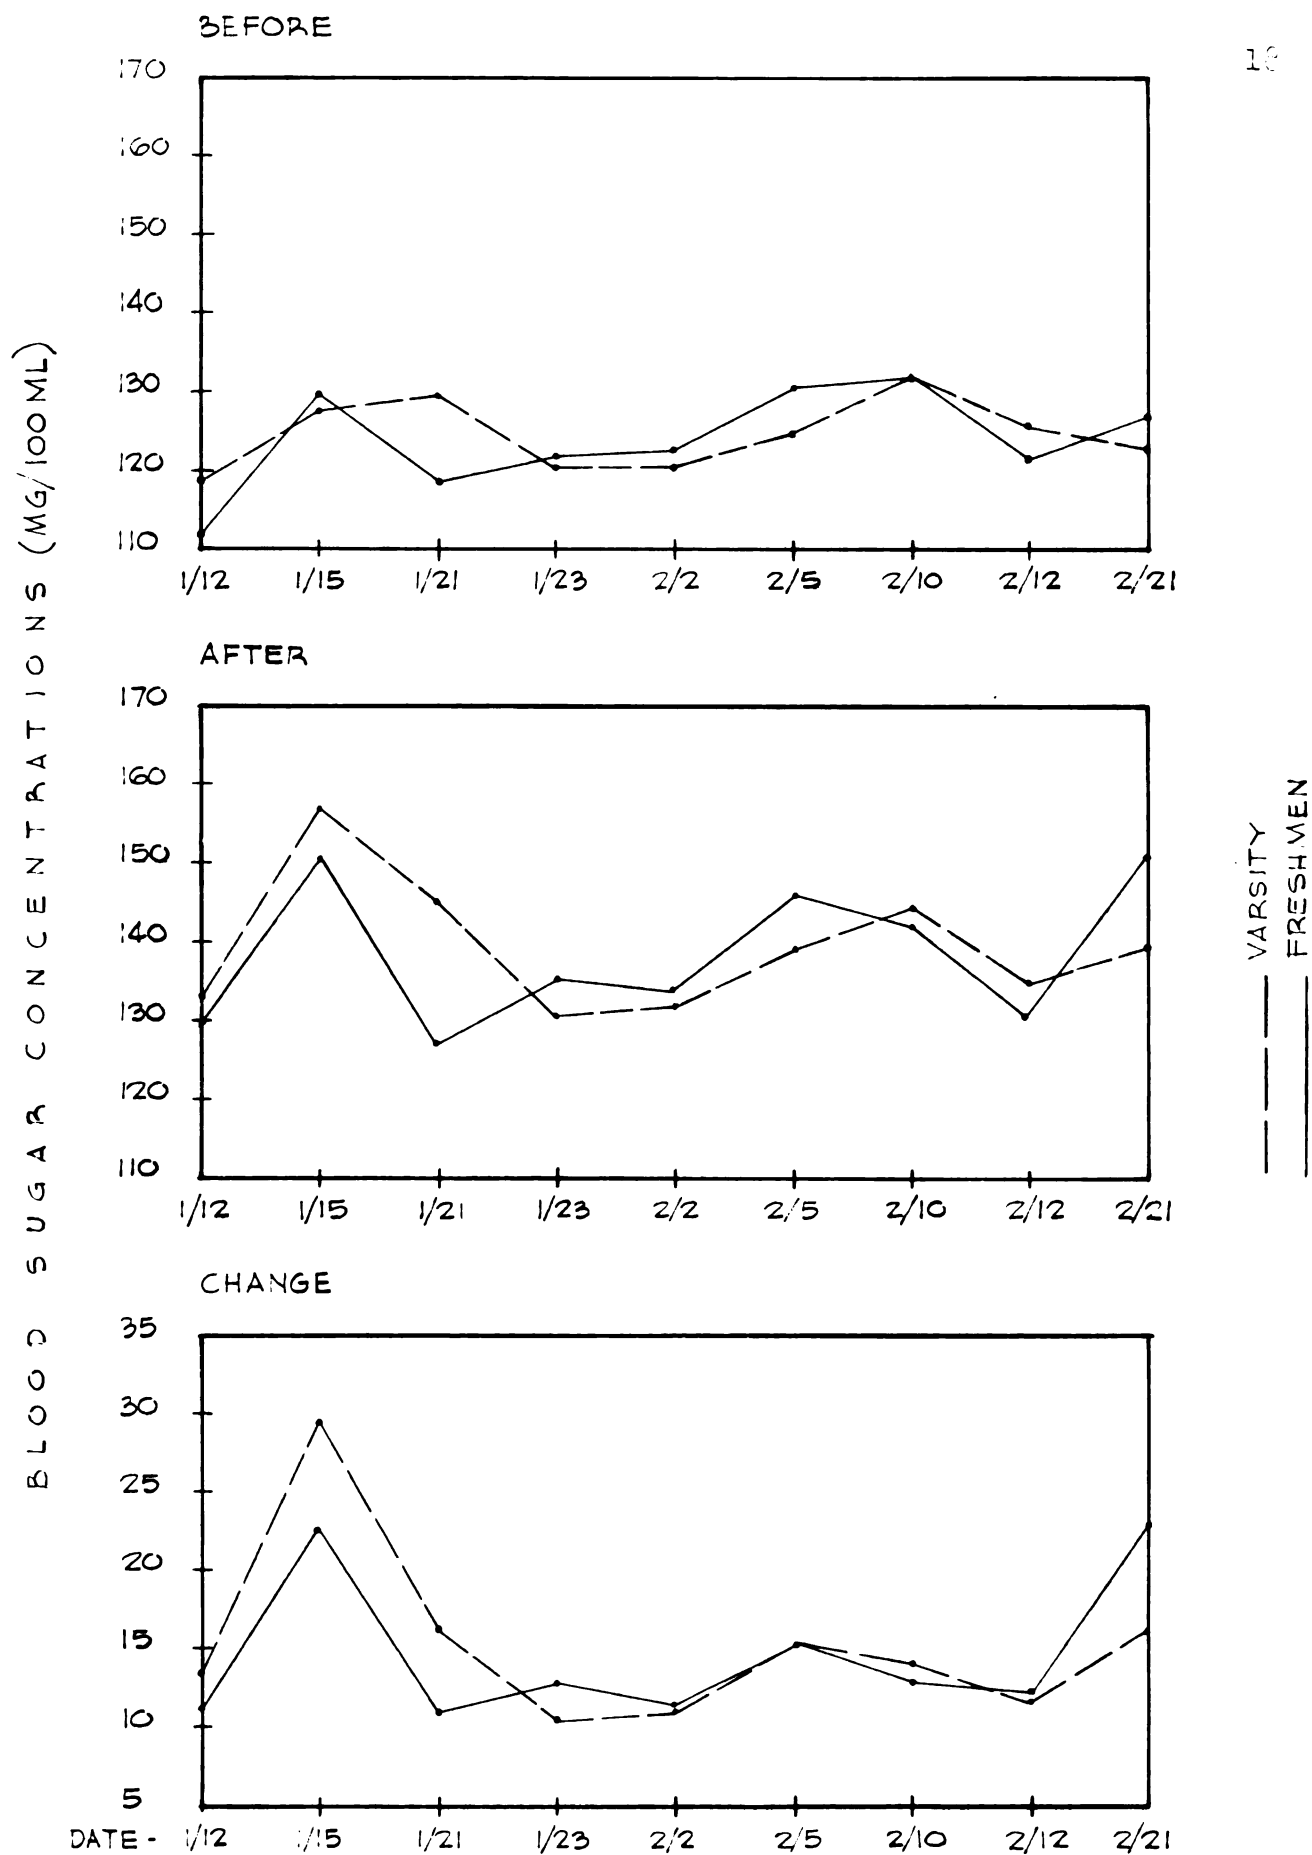 BEFORE
170
160
150
140
130
120
110
1/12 1/15 1/21 1/23 2/2 2/5 2/10 2/12 2/21
AFTER
170
160
150
140
130
120
110
1/12 1/15 1/21 1/23 2/2 2/5 2/10 2/12 2/21
CHANGE
35
30
25
20
15
10
5
DATE - 1/12 1/15 1/21 1/23 2/2 2/5 2/10 2/12 2/21
BLOOD SUGAR CONCENTRATIONS (MG/100ML)
VARSITY
FRESHMEN